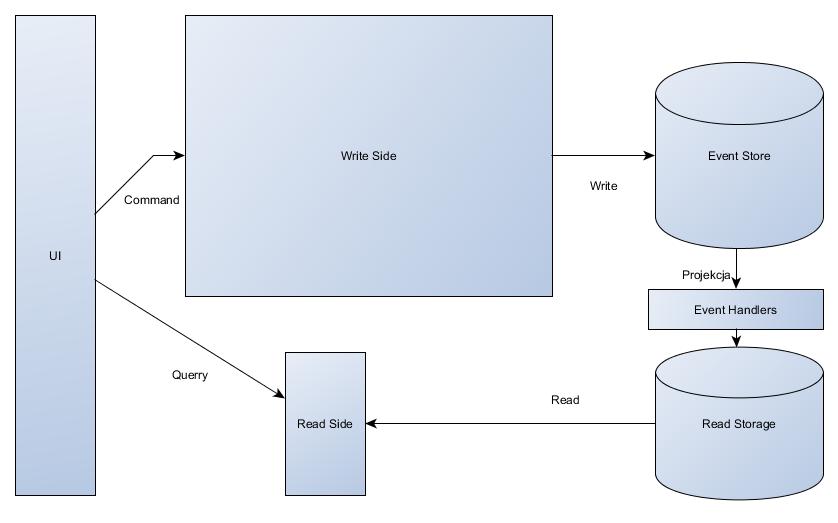 Write Side
Event Store
Command
Write
UI
Projekcja
Event Handlers
Querry
Read
Read Side
Read Storage